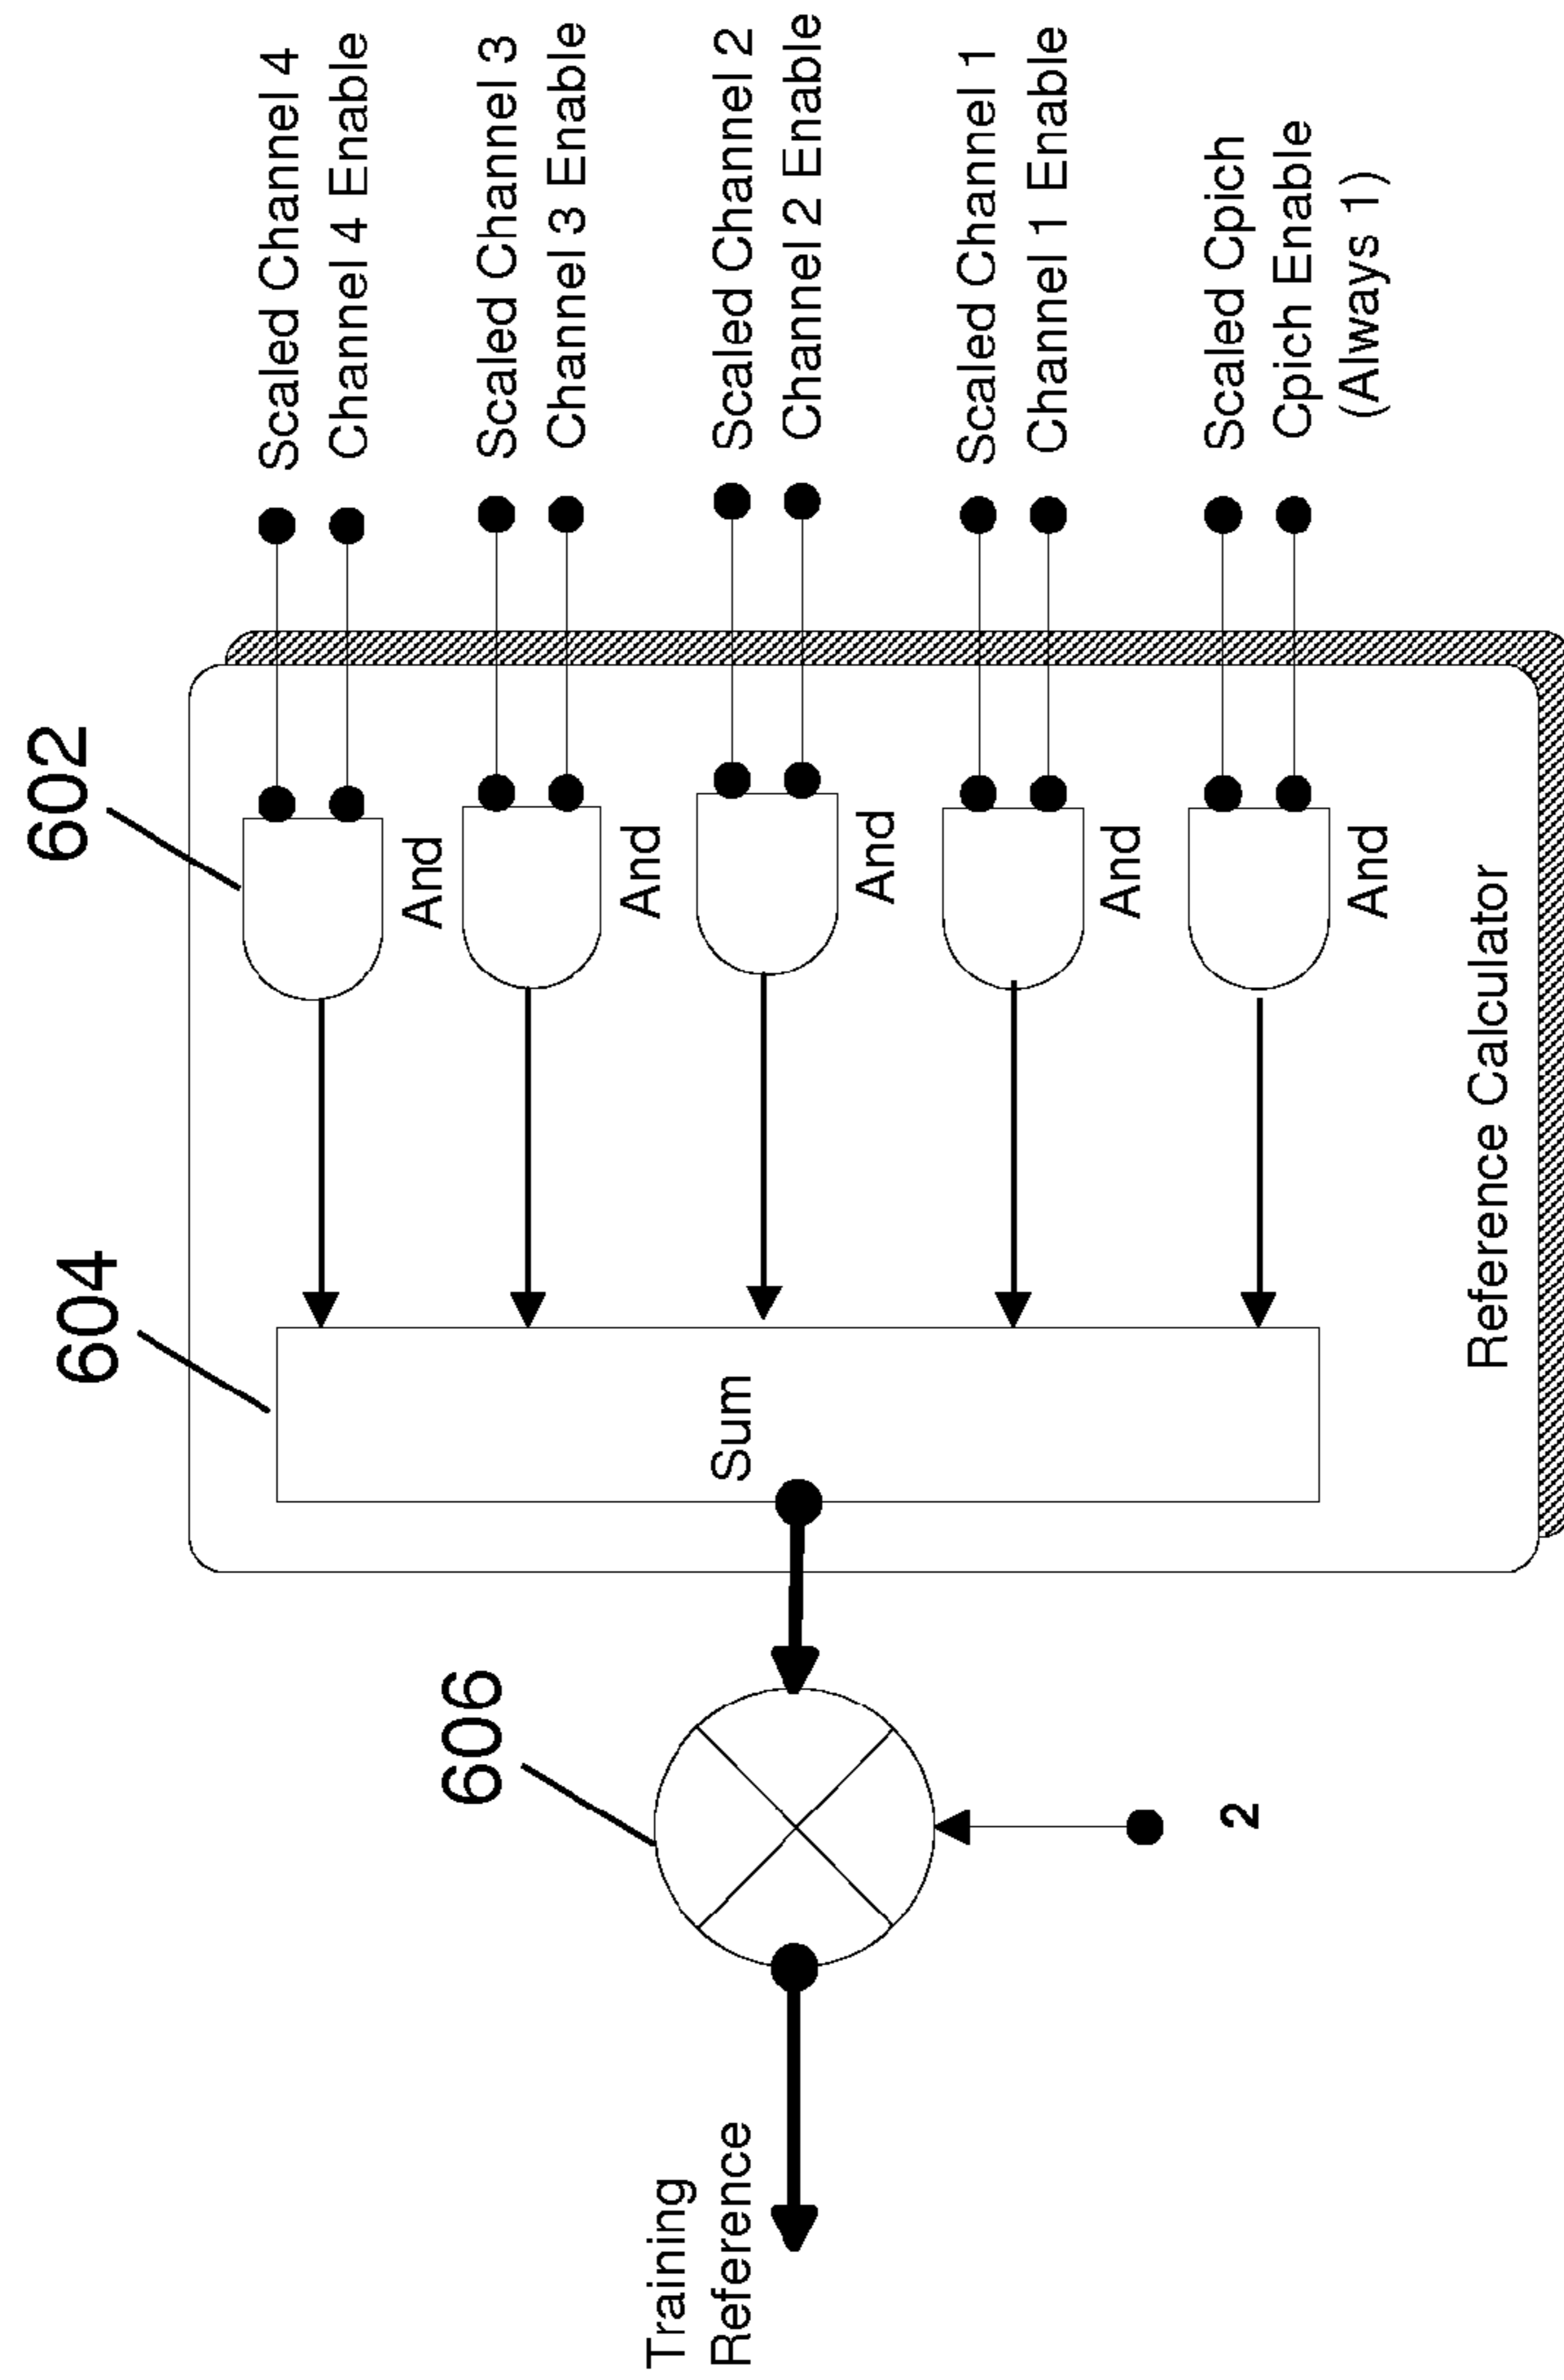 602
604
606
Scaled Channel 4
Channel 4 Enable
And
Scaled Channel 3
Channel 3 Enable
And
Scaled Channel 2
Channel 2 Enable
And
Scaled Channel 1
Channel 1 Enable
And
Scaled Cpich
Cpich Enable
(Always 1)
And
Sum
Reference Calculator
2
Training
Reference